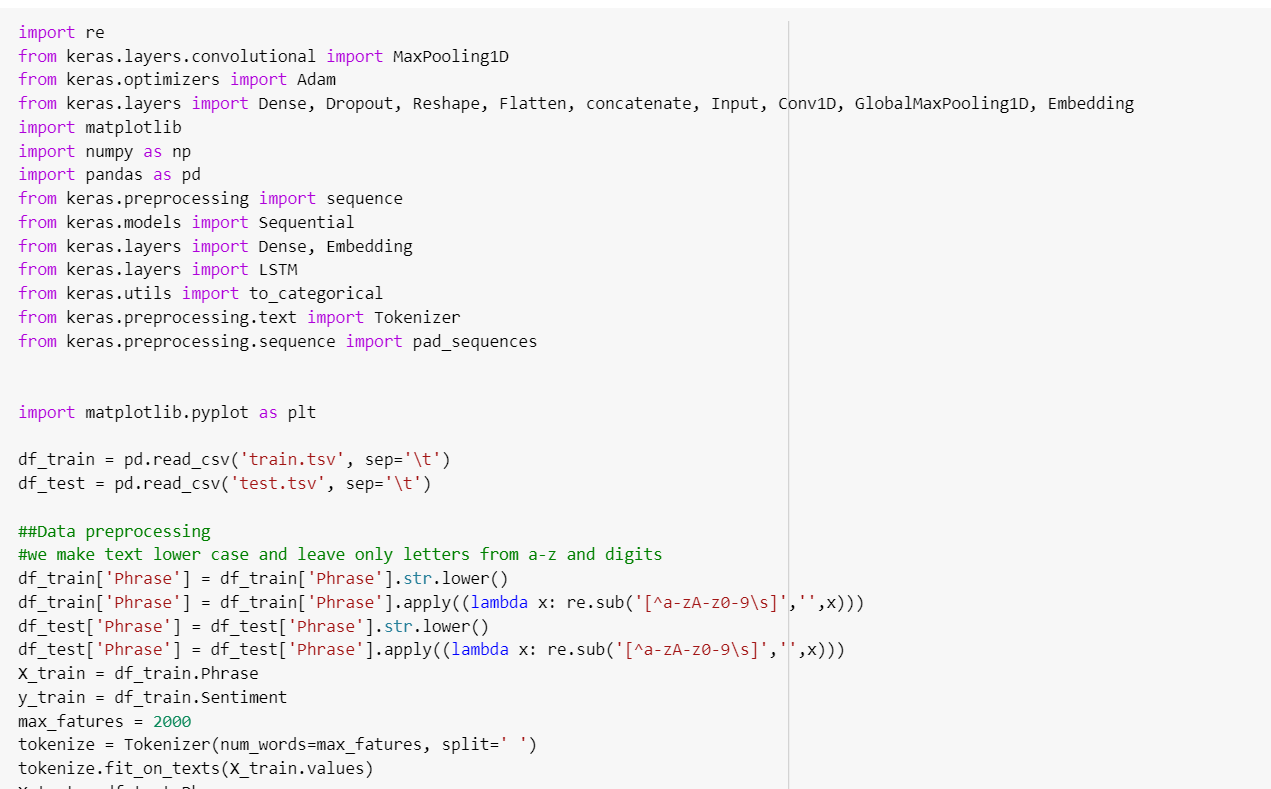 import re
from keras.layers.convolutional import MaxPooling1D
from keras.optimizers import Adam
from keras.layers import Dense, Dropout, Reshape, Flatten, concatenate, Input, Conv1D, GlobalMaxPooling1D, Embedding
import matplotlib
import numpy as np
import pandas as pd
from keras.preprocessing import sequence
from keras.models import Sequential
from keras.layers import Dense, Embedding
from keras.layers import LSTM
from keras.utils import to_categorical
from keras.preprocessing.text import Tokenizer
from keras.preprocessing.sequence import pad_sequences
import matplotlib.pyplot as plt
df_train = pd.read_csv('train.tsv', sep='\t')
df_test = pd.read_csv('test.tsv', sep='\t')
##Data preprocessing
#we make text lower case and leave only letters from a-z and digits
df_train['Phrase'] = df_train['Phrase'].str.lower()
df_train['Phrase'] = df_train['Phrase'].apply((lambda x: re.sub('[^a-zA-z0-9\s]','',x)))
df_test['Phrase'] = df_test['Phrase'].str.lower()
df_test['Phrase'] = df_test['Phrase'].apply((lambda x: re.sub('[^a-zA-z0-9\s]','',x)))
X_train = df_train.Phrase
y_train = df_train.Sentiment
max_fatures = 2000
tokenize = Tokenizer(num_words=max_fatures, split=' ')
tokenize.fit_on_texts(X_train.values)